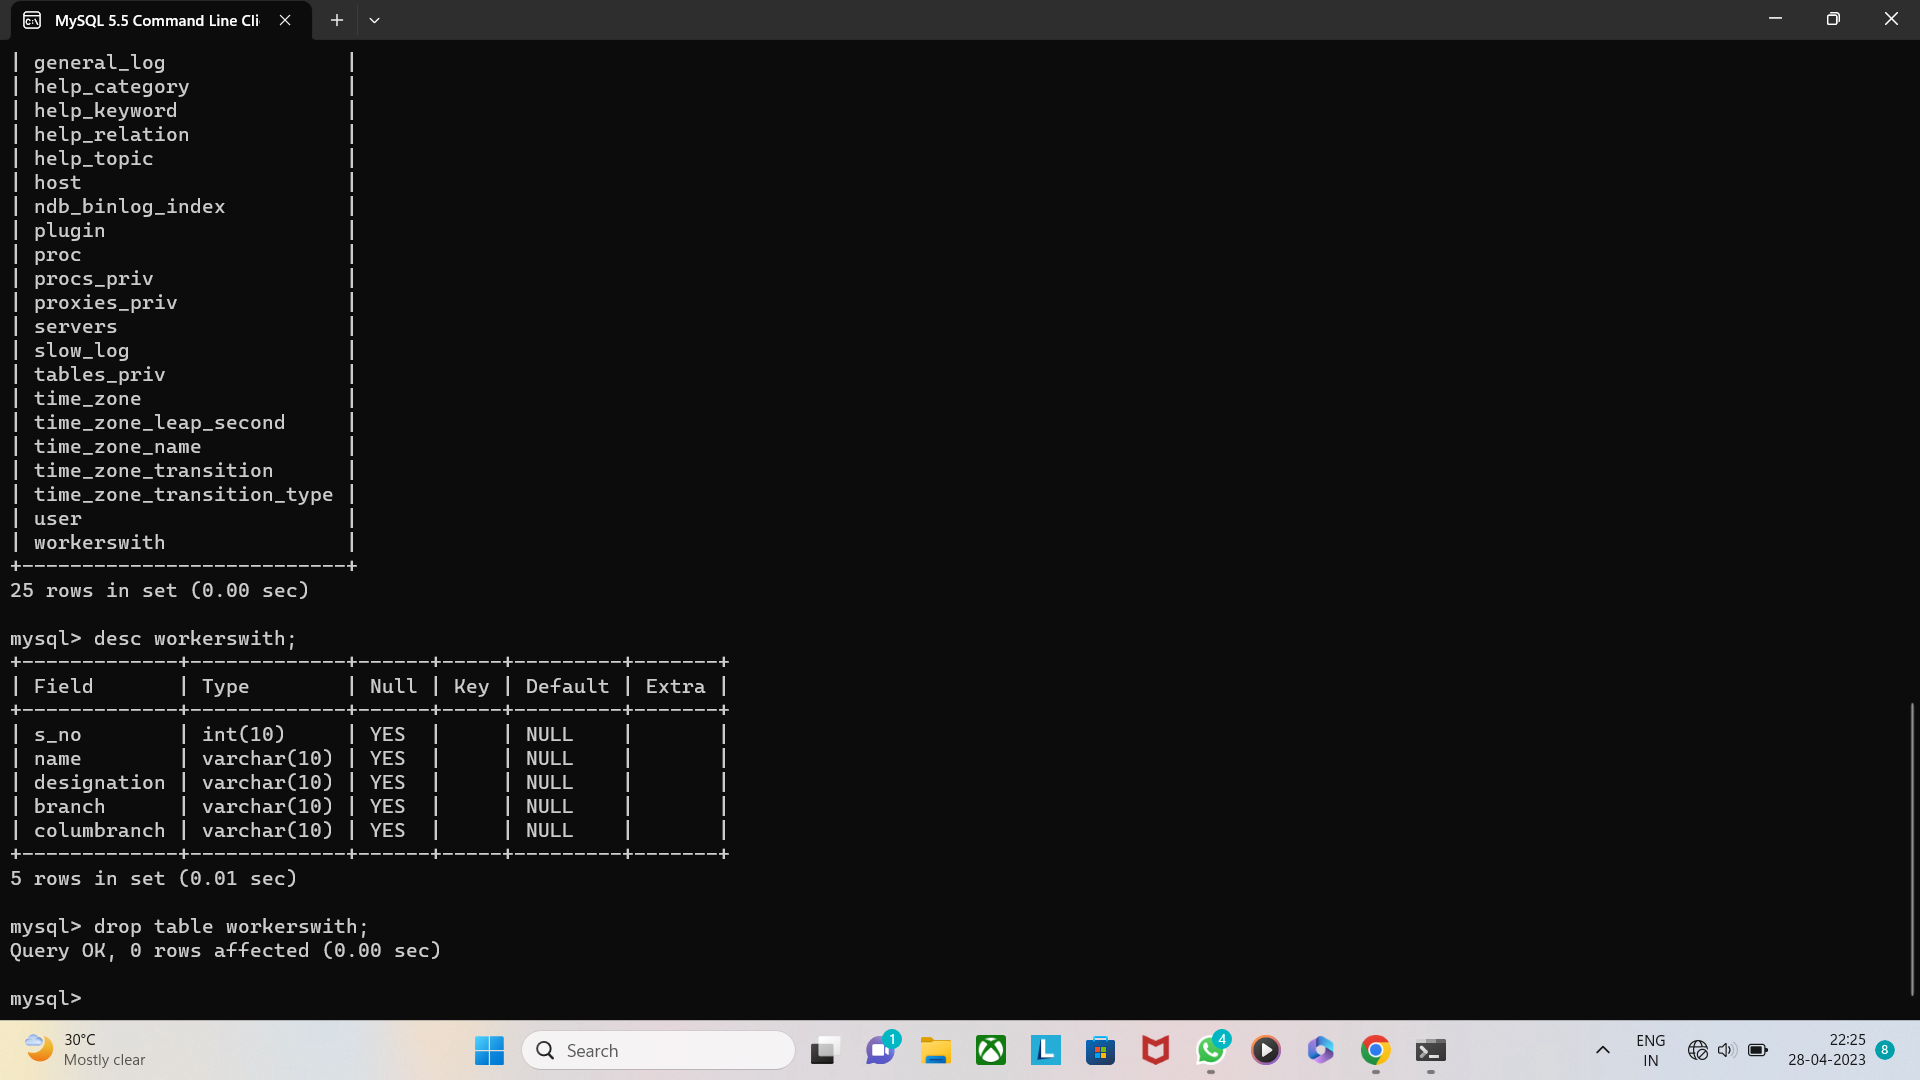 MySQL 5.5 Command Line Cli
| general_log               |
| help_category             |
| help_keyword              |
| help_relation             |
| help_topic                |
| host                      |
| ndb_binlog_index          |
| plugin                    |
| proc                      |
| procs_priv                |
| proxies_priv              |
| servers                   |
| slow_log                  |
| tables_priv               |
| time_zone                 |
| time_zone_leap_second     |
| time_zone_name            |
| time_zone_transition      |
| time_zone_transition_type |
| user                      |
| workerswith               |
+---------------------------+
25 rows in set (0.00 sec)
mysql> desc workerswith;
+-------------+-------------+------+-----+---------+-------+
| Field       | Type        | Null | Key | Default | Extra |
+-------------+-------------+------+-----+---------+-------+
| s_no        | int(10)     | YES  |     | NULL    |       |
| name        | varchar(10) | YES  |     | NULL    |       |
| designation | varchar(10) | YES  |     | NULL    |       |
| branch      | varchar(10) | YES  |     | NULL    |       |
| columbranch | varchar(10) | YES  |     | NULL    |       |
+-------------+-------------+------+-----+---------+-------+
5 rows in set (0.01 sec)
mysql> drop table workerswith;
Query OK, 0 rows affected (0.00 sec)
mysql>
30°C
Mostly clear
Search
1
L
4
ENG
IN
22:25
28-04-2023
8